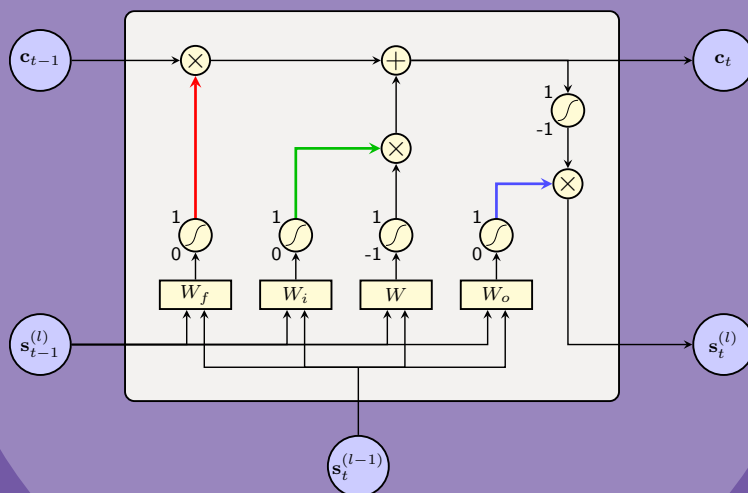 c_{t−1} × + c_t
1
-1
×
×
1 1 1 1
0 0 -1 0
W_f W_i W W_o
s_{t−1}^{(l)} s_t^{(l)}
s_t^{(l−1)}